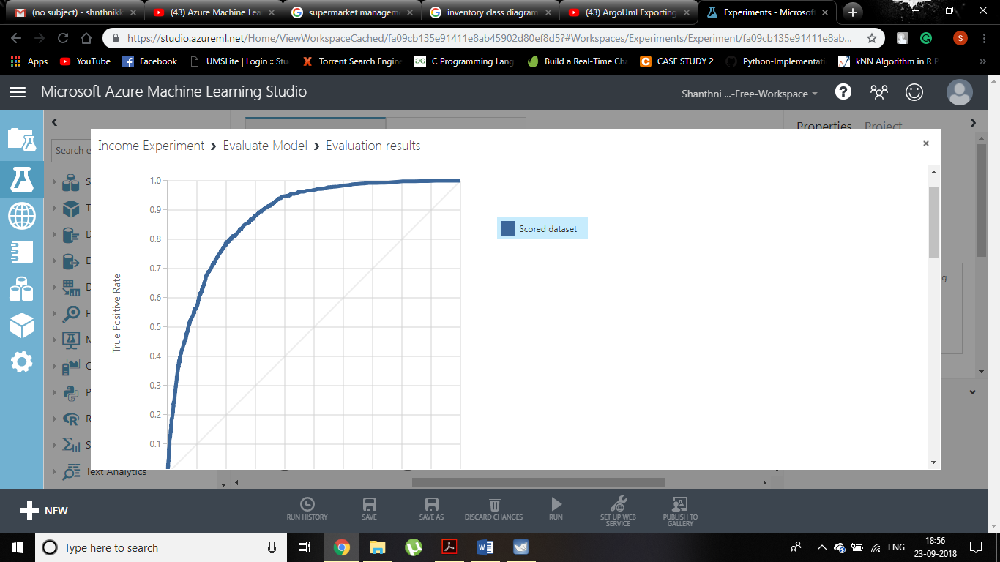 (no subject) - shnthnikk
(43) Azure Machine Lea
supermarket managem
inventory class diagram
(43) ArgoUml Exporting
Experiments - Microsoft
https://studio.azureml.net/Home/ViewWorkspaceCached/fa09cb135e91411e8ab45902d80ef8d5?#Workspaces/Experiments/Experiment/fa09cb135e91411e8ab...
S
Apps
YouTube
Facebook
UMSLite | Login :: Stu
Torrent Search Engine
C Programming Lang
Build a Real-Time Cha
CASE STUDY 2
Python-Implementati
kNN Algorithm in R P
»
Microsoft Azure Machine Learning Studio
Shanthni ...-Free-Workspace
Properties Project
Search e
Income Experiment > Evaluate Model > Evaluation results
×
S
T
D
D
D
F
M
C
P
R
S
Text Analytics
1.0
0.9
0.8
0.7
0.6
0.5
0.4
0.3
0.2
0.1
True Positive Rate
Scored dataset
g
NEW
RUN HISTORY
SAVE
SAVE AS
DISCARD CHANGES
RUN
SET UP WEB SERVICE
PUBLISH TO GALLERY
Type here to search
ENG
18:56
23-09-2018